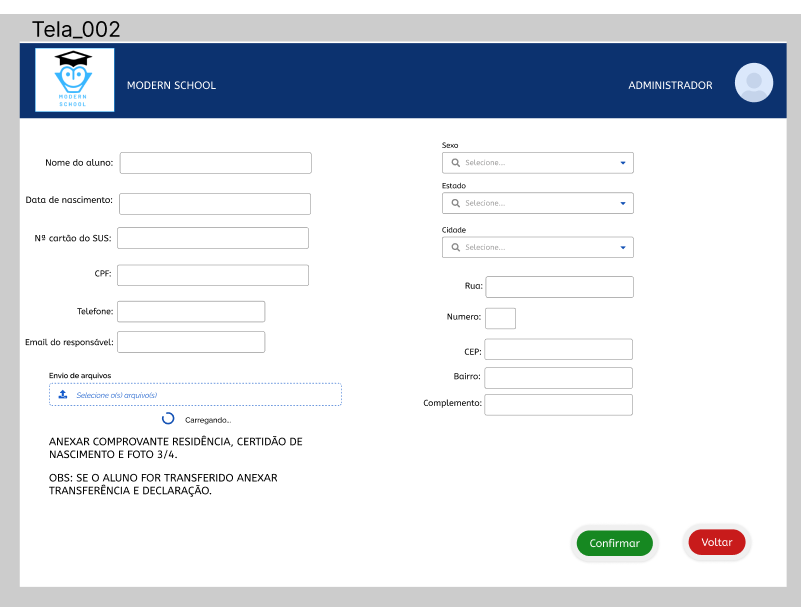 Tela_002
MODERN
SCHOOL
MODERN SCHOOL
ADMINISTRADOR
Nome do aluno:
Data de nascimento:
Nº cartão do SUS:
CPF:
Telefone:
Email do responsável:
Envio de arquivos
Selecione o(s) arquivo(s)
Carregando...
ANEXAR COMPROVANTE RESIDÊNCIA, CERTIDÃO DE
NASCIMENTO E FOTO 3/4.
OBS: SE O ALUNO FOR TRANSFERIDO ANEXAR
TRANSFERÊNCIA E DECLARAÇÃO.
Sexo
Selecione...
Estado
Selecione...
Cidade
Selecione...
Rua:
Numero:
CEP:
Bairro:
Complemento:
Confirmar
Voltar